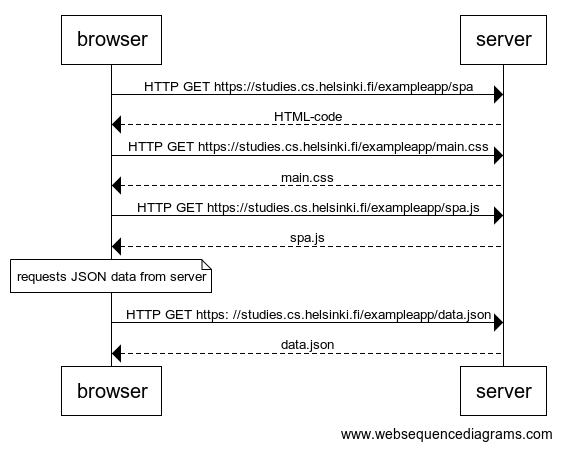 browser
server
HTTP GET https://studies.cs.helsinki.fi/exampleapp/spa
HTML-code
HTTP GET https://studies.cs.helsinki.fi/exampleapp/main.css
main.css
HTTP GET https://studies.cs.helsinki.fi/exampleapp/spa.js
spa.js
requests JSON data from server
HTTP GET https: //studies.cs.helsinki.fi/exampleapp/data.json
data.json
browser
server
www.websequencediagrams.com